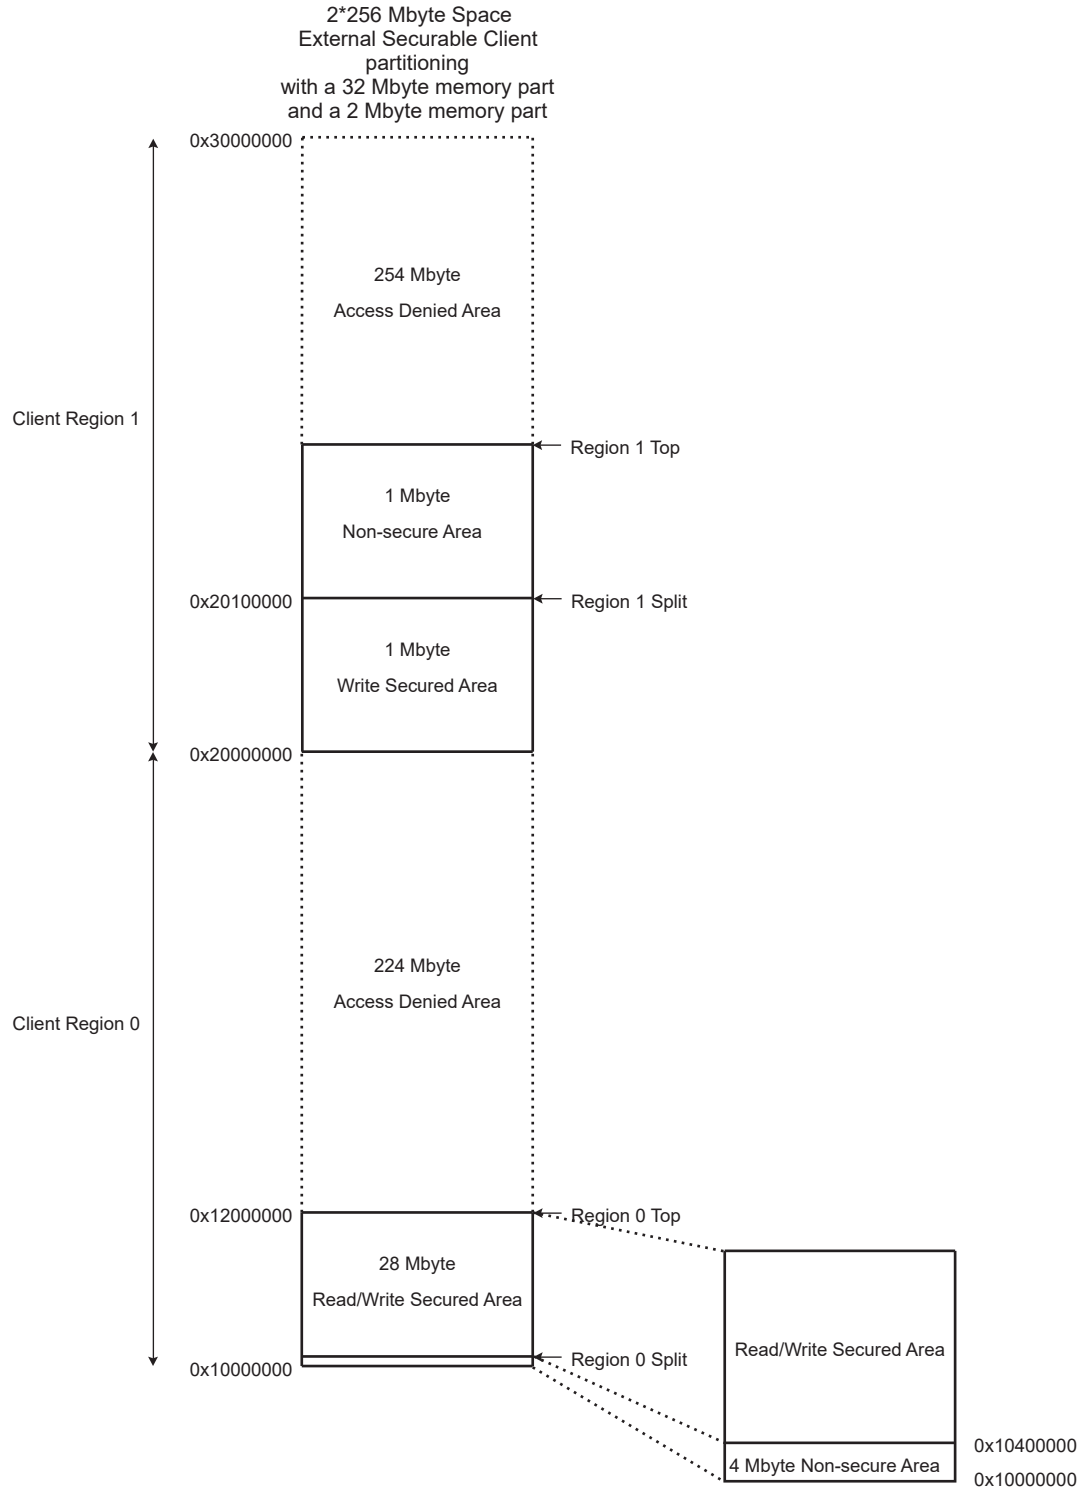 2*256 Mbyte Space
External Securable Client
partitioning
with a 32 Mbyte memory part
and a 2 Mbyte memory part
0x30000000
254 Mbyte
Access Denied Area
Client Region 1
Region 1 Top
1 Mbyte
Non-secure Area
0x20100000
Region 1 Split
1 Mbyte
Write Secured Area
0x20000000
224 Mbyte
Access Denied Area
Client Region 0
0x12000000
Region 0 Top
28 Mbyte
Read/Write Secured Area
Read/Write Secured Area
0x10000000
Region 0 Split
0x10400000
4 Mbyte Non-secure Area
0x10000000